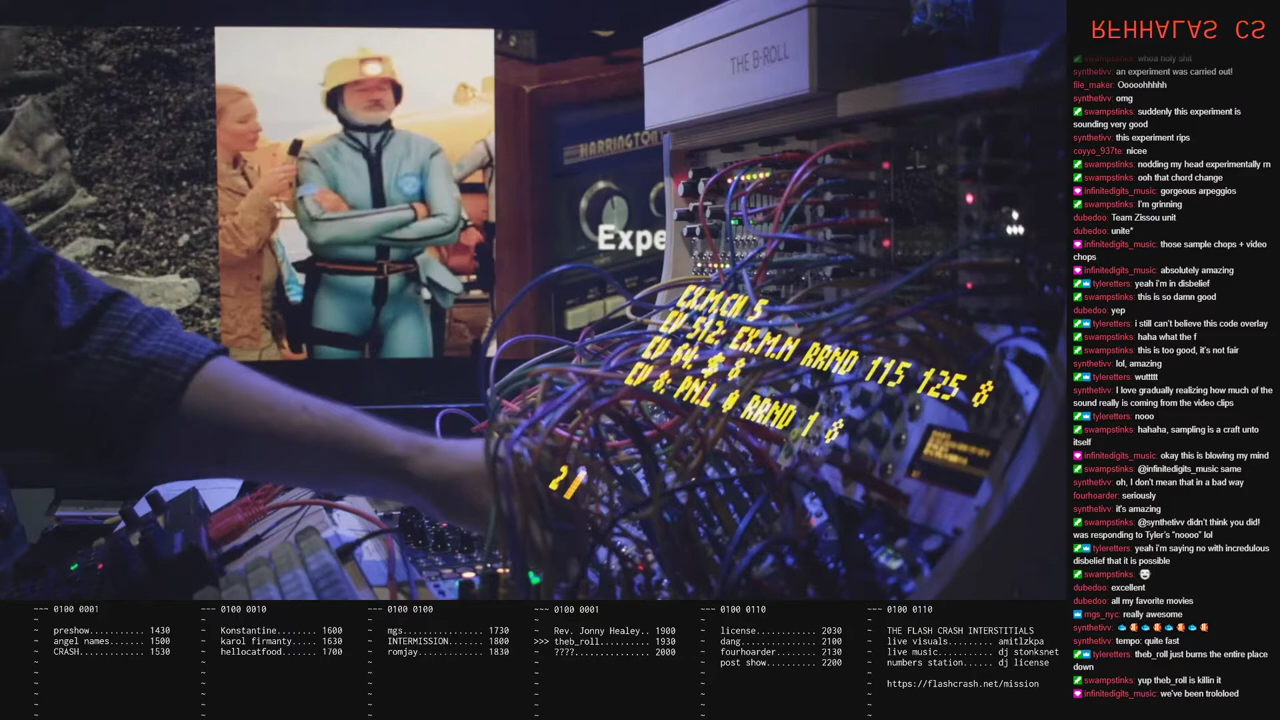 RFHHALAS CS
THE B-ROLL
HARRINGTON
Expe
EX.M.CH 5
EV 512: EX.M.N RRND 115 125 $
EV 64: $ $
EV 8: PN.L 0 RRND 1 $
2
swampstinks: whoa holy shit
synthetivv: an experiment was carried out!
file_maker: Ooooohhhhh
synthetivv: omg
swampstinks: suddenly this experiment is
sounding very good
synthetivv: this experiment rips
coyyo_937te: nicee
swampstinks: nodding my head experimentally rn
swampstinks: ooh that chord change
infinitedigits_music: gorgeous arpeggios
swampstinks: I'm grinning
dubedoo: Team Zissou unit
dubedoo: unite*
infinitedigits_music: those sample chops + video
chops
infinitedigits_music: absolutely amazing
tyleretters: yeah i'm in disbelief
swampstinks: this is so damn good
dubedoo: yep
tyleretters: i still can't believe this code overlay
swampstinks: haha what the f
swampstinks: this is too good, it's not fair
synthetivv: lol, amazing
tyleretters: wuttttt
synthetivv: I love gradually realizing how much of the
sound really is coming from the video clips
tyleretters: nooo
swampstinks: hahaha, sampling is a craft unto
itself
infinitedigits_music: okay this is blowing my mind
swampstinks: @infinitedigits_music same
synthetivv: oh, I don't mean that in a bad way
fourhoarder: seriously
synthetivv: it's amazing
swampstinks: @synthetivv didn't think you did!
was responding to Tyler's "noooo" lol
tyleretters: yeah i'm saying no with incredulous
disbelief that it is possible
swampstinks:
dubedoo: excellent
dubedoo: all my favorite movies
mgs_nyc: really awesome
synthetivv:
synthetivv: tempo: quite fast
tyleretters: theb_roll just burns the entire place
down
swampstinks: yup theb_roll is killin it
infinitedigits_music: we've been trololoed
~~~ 0100 0001
preshow........... 1430
angel names....... 1500
CRASH............. 1530
~~~ 0100 0010
Konstantine....... 1600
karol firmanty.... 1630
hellocatfood...... 1700
~~~ 0100 0100
mgs............... 1730
INTERMISSION...... 1800
romjay............ 1830
~~~ 0100 0001
Rev. Jonny Healey.. 1900
>>> theb_roll.......... 1930
????............... 2000
~~~ 0100 0110
license........... 2030
dang.............. 2100
fourhoarder....... 2130
post show......... 2200
~~~ 0100 0110
THE FLASH CRASH INTERSTITIALS
live visuals...... amitlzkpa
live music........ dj stonksnet
numbers station... dj license
https://flashcrash.net/mission